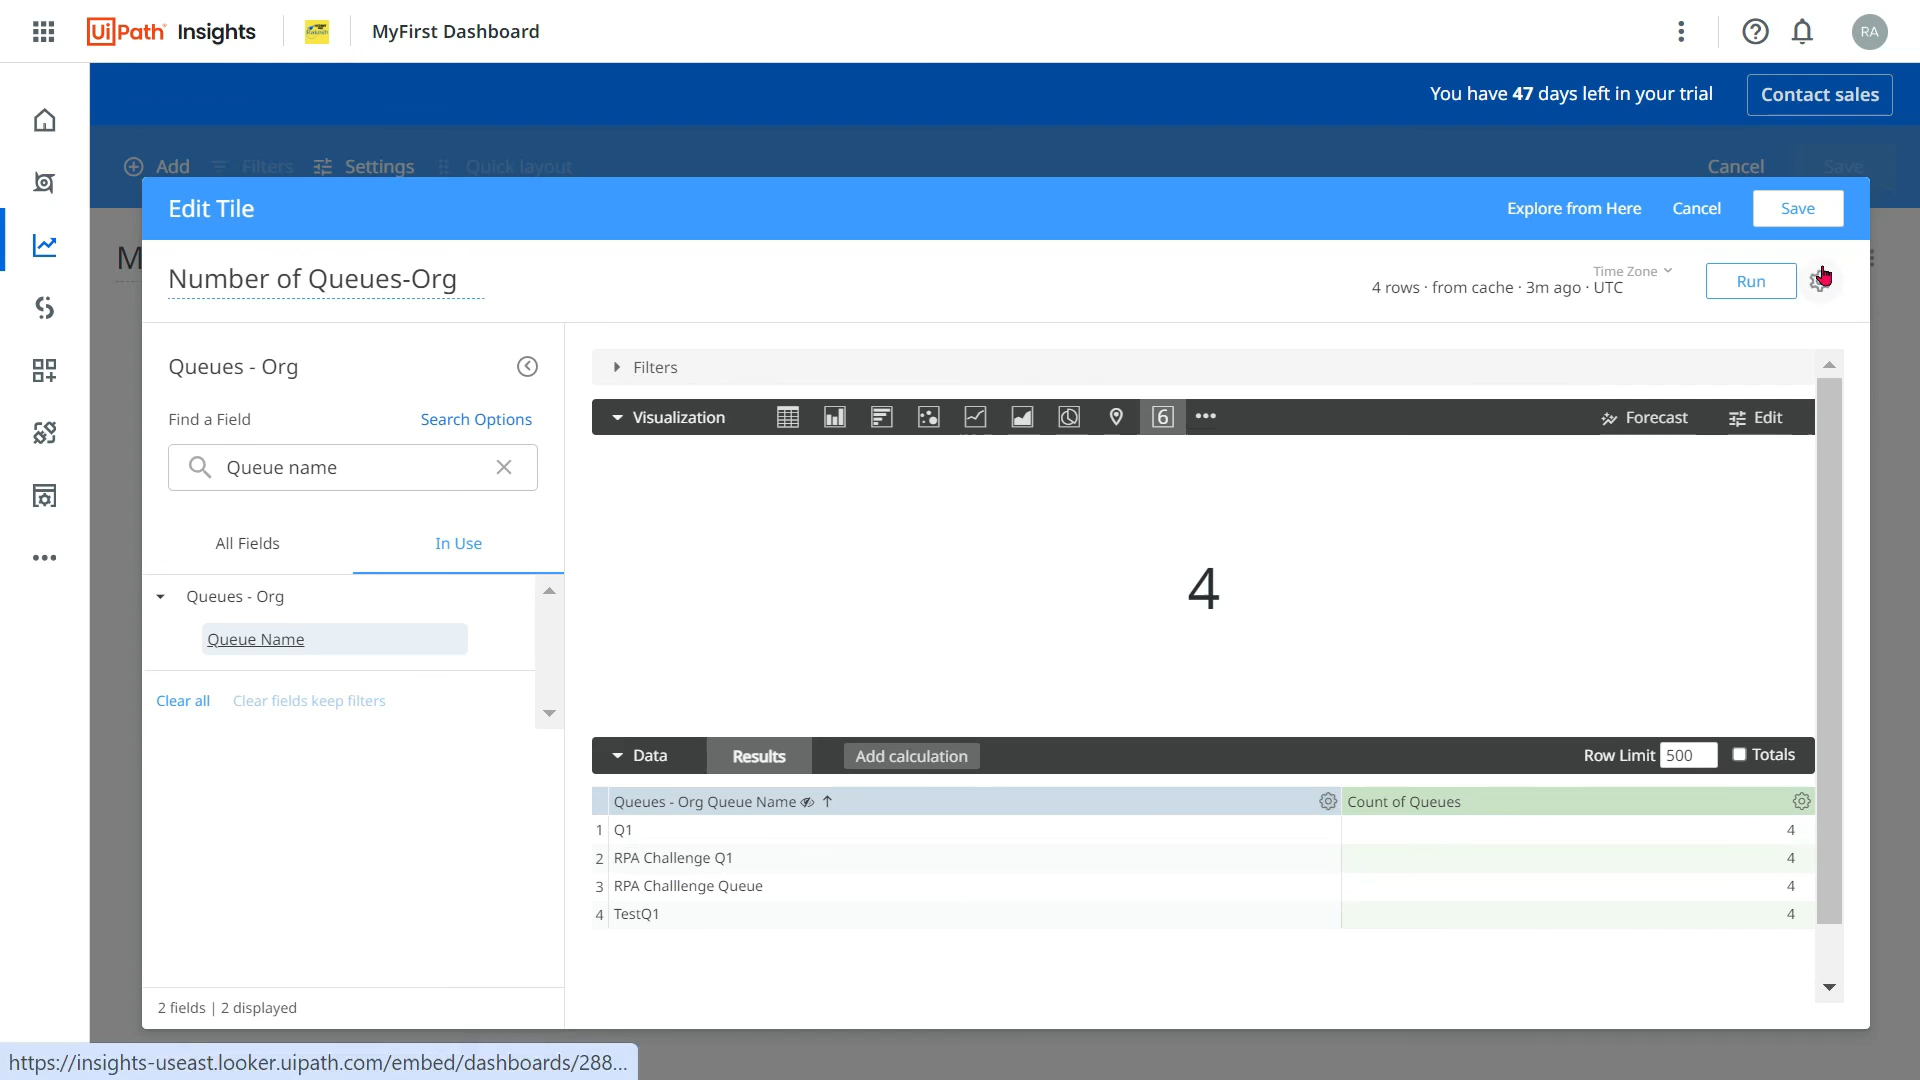 UiPath Insights
MyFirst Dashboard
RA
You have 47 days left in your trial
Contact sales
Add
Filters
Settings
Quick layout
Cancel
Save
Edit Tile
Explore from Here
Cancel
Save
M
Number of Queues-Org
Time Zone
4 rows · from cache · 3m ago · UTC
Run
Queues - Org
Find a Field
Search Options
Queue name
All Fields
In Use
Queues - Org
Queue Name
Clear all
Clear fields keep filters
2 fields | 2 displayed
Filters
Visualization
6
Forecast
Edit
4
Data
Results
Add calculation
Row Limit 500
Totals
Queues - Org Queue Name
Count of Queues
1 Q1 4
2 RPA Challenge Q1 4
3 RPA Challlenge Queue 4
4 TestQ1 4
https://insights-useast.looker.uipath.com/embed/dashboards/288...